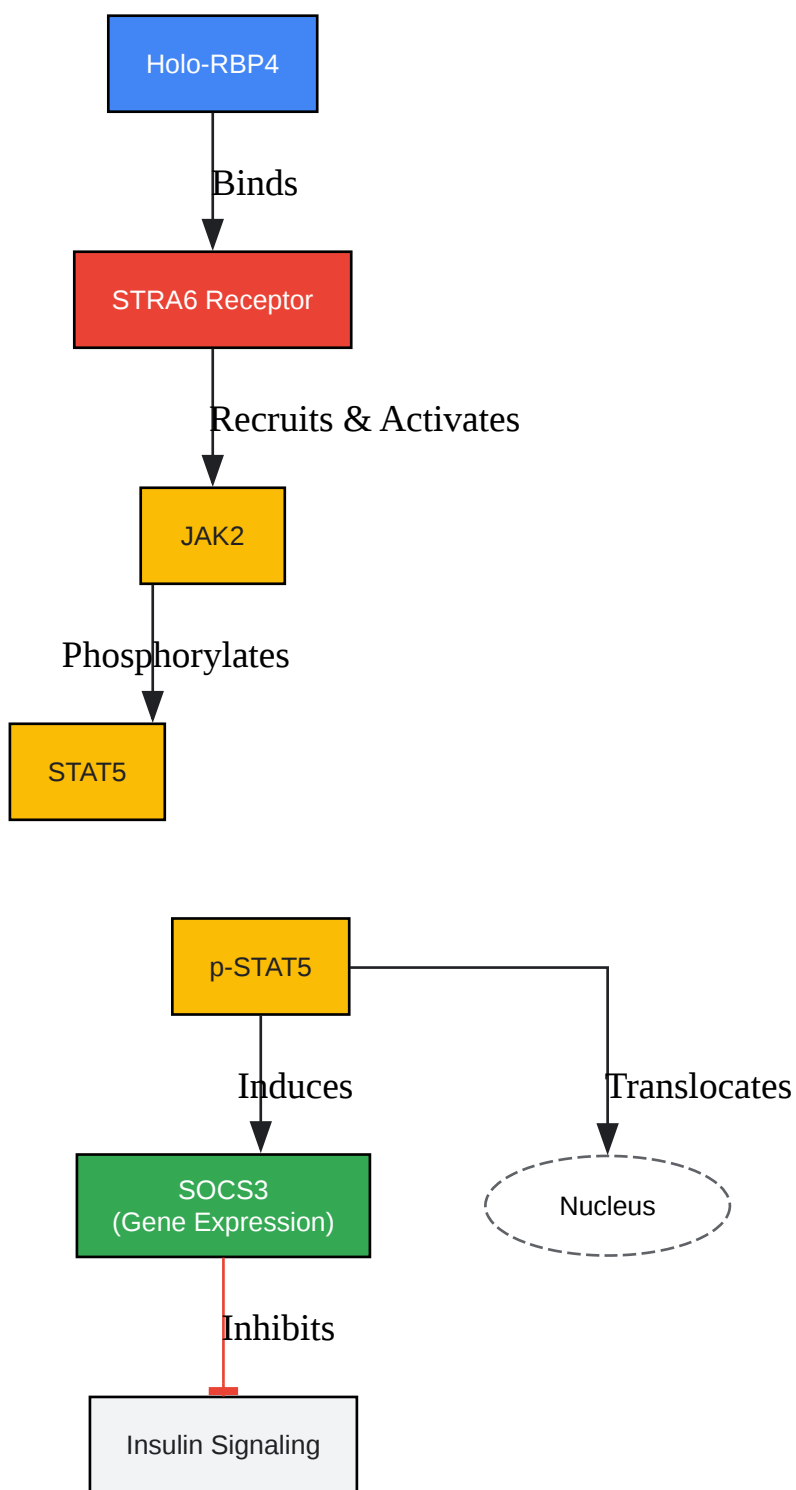 Holo-RBP4
Binds
STRA6 Receptor
Recruits & Activates
JAK2
Phosphorylates
STAT5
p-STAT5
Induces
Translocates
SOCS3
(Gene Expression)
Nucleus
Inhibits
Insulin Signaling